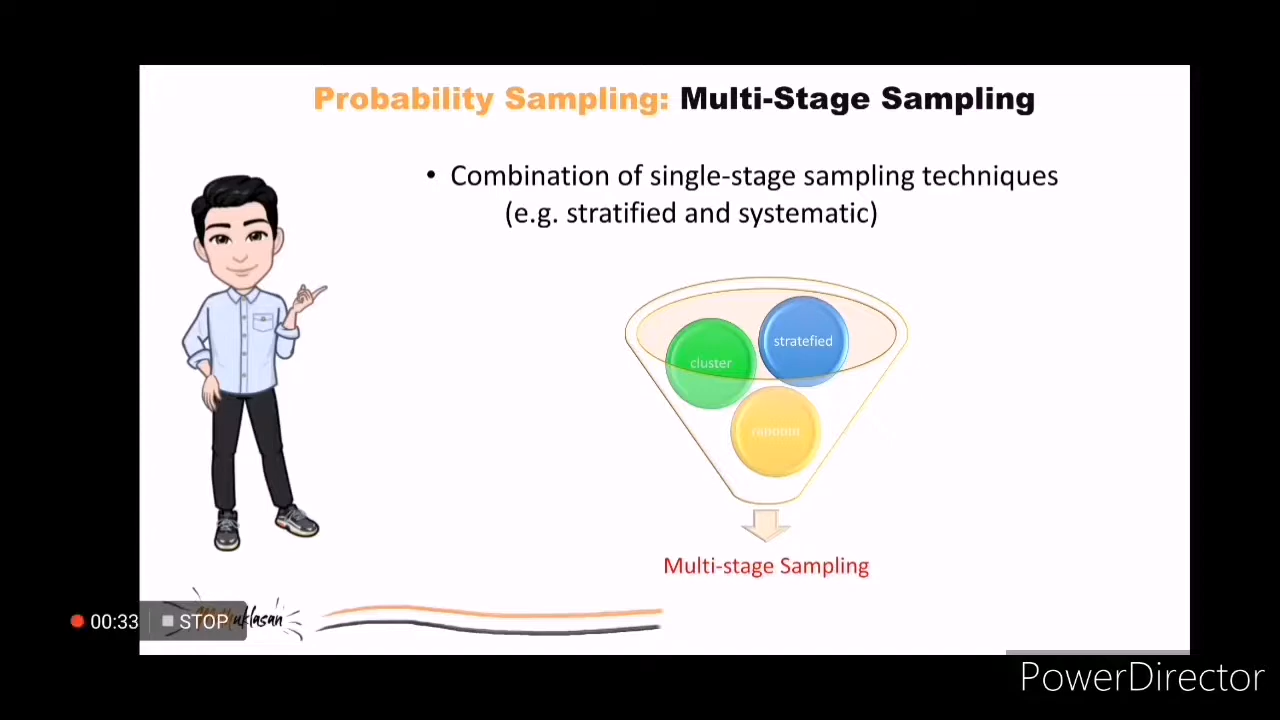 Probability Sampling: Multi-Stage Sampling
• Combination of single-stage sampling techniques
(e.g. stratified and systematic)
stratefied
cluster
random
Multi-stage Sampling
00:33 STOP
PowerDirector